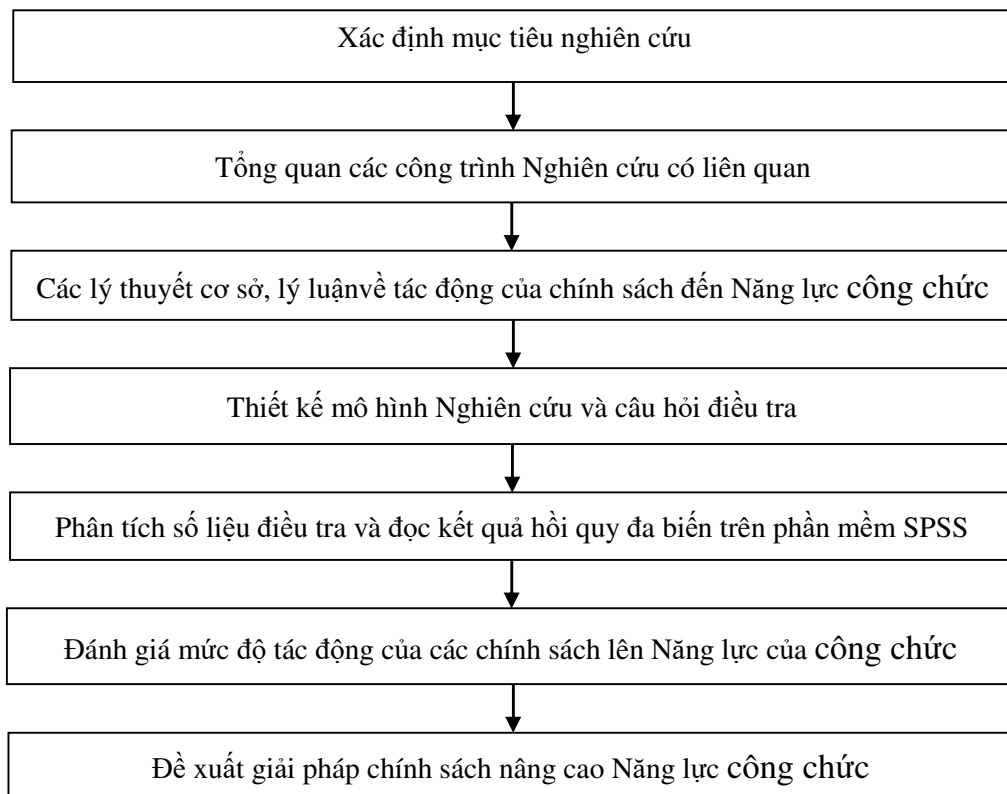 Xác định mục tiêu nghiên cứu
Tổng quan các công trình Nghiên cứu có liên quan
Các lý thuyết cơ sở, lý luậnvề tác động của chính sách đến Năng lực công chức
Thiết kế mô hình Nghiên cứu và câu hỏi điều tra
Phân tích số liệu điều tra và đọc kết quả hồi quy đa biến trên phần mềm SPSS
Đánh giá mức độ tác động của các chính sách lên Năng lực của công chức
Đề xuất giải pháp chính sách nâng cao Năng lực công chức